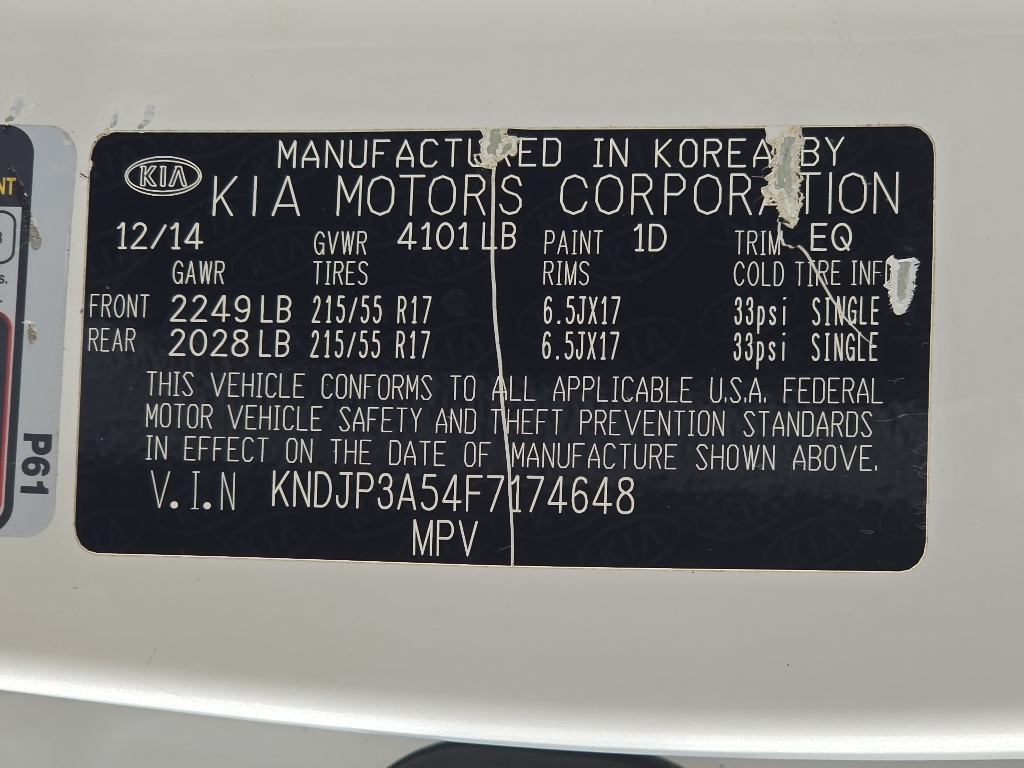 MANUFACTURED IN KOREA BY
KIA
KIA MOTORS CORPORATION
12/14 GVWR 4101 LB PAINT 1D TRIM EQ
GAWR TIRES RIMS COLD TIRE INF
FRONT 2249 LB 215/55 R17 6.5JX17 33psi SINGLE
REAR 2028 LB 215/55 R17 6.5JX17 33psi SINGLE
THIS VEHICLE CONFORMS TO ALL APPLICABLE U.S.A. FEDERAL
MOTOR VEHICLE SAFETY AND THEFT PREVENTION STANDARDS
IN EFFECT ON THE DATE OF MANUFACTURE SHOWN ABOVE.
V.I.N KNDJP3A54F7174648
MPV
P61